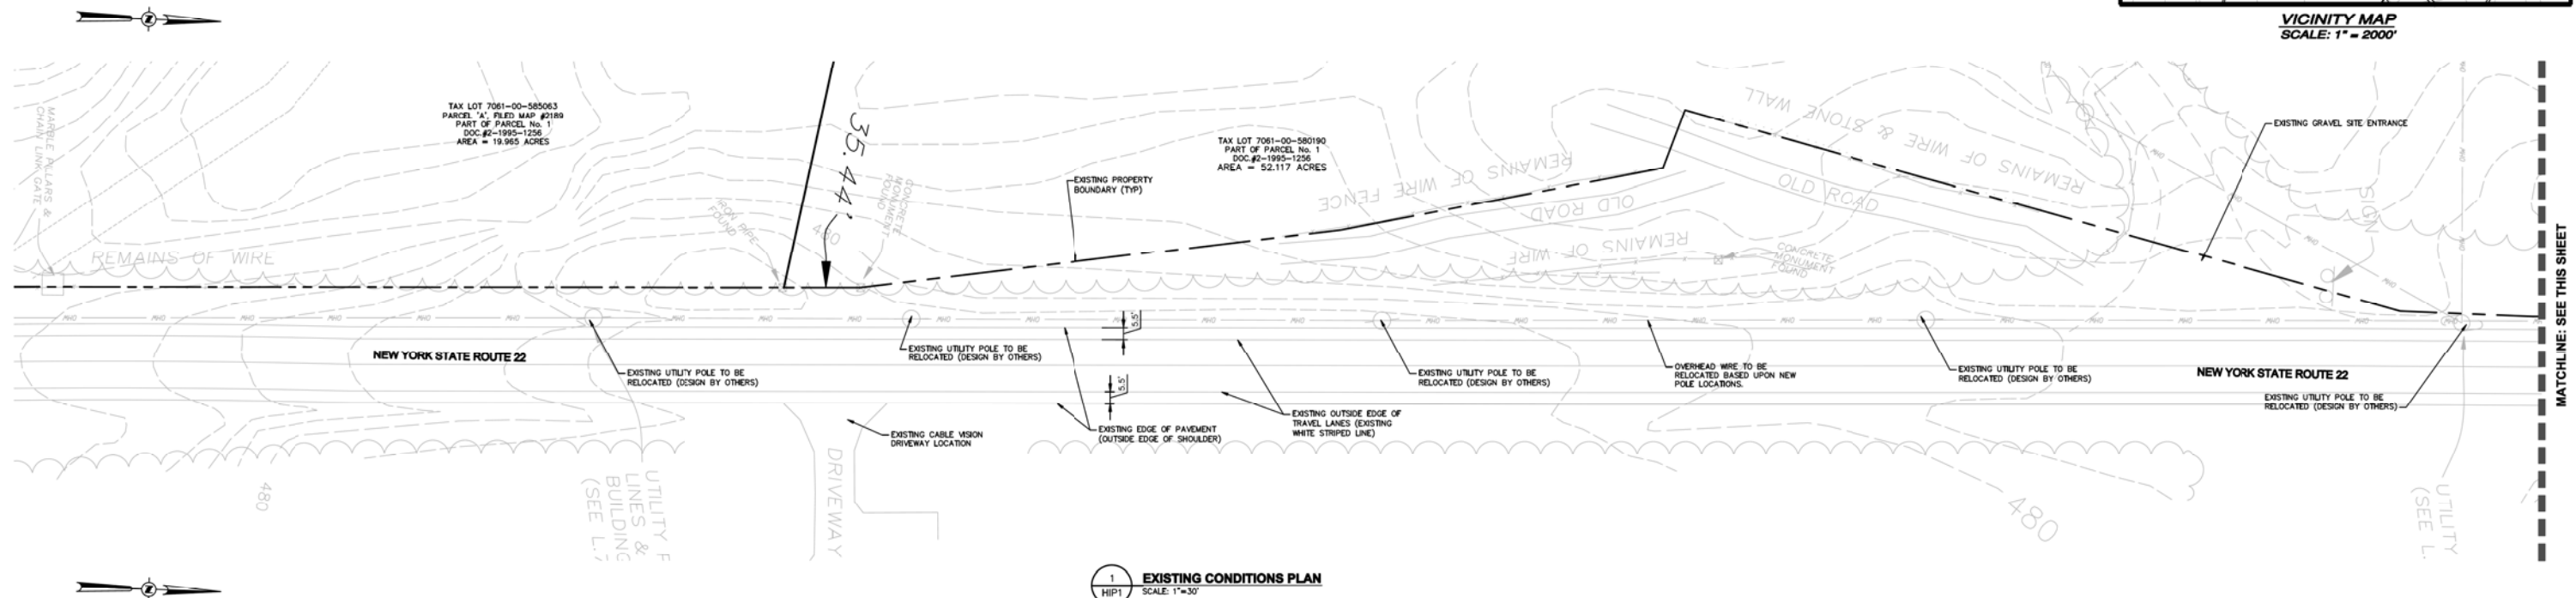 VICINITY MAP
SCALE: 1" = 2000'
TAX LOT 7061-00-585063
PARCEL 'A', FILED MAP #2189
PART OF PARCEL No. 1
DOC.#2-1995-1256
AREA = 19.965 ACRES
MARBLE PILLARS &
CHAIN LINK GATE
REMAINS OF WIRE
IRON PIPE
FOUND
35.44'
CONCRETE
MONUMENT
FOUND
480
EXISTING PROPERTY
BOUNDARY (TYP)
TAX LOT 7061-00-580190
PART OF PARCEL No. 1
DOC.#2-1995-1256
AREA = 52.117 ACRES
REMAINS OF WIRE FENCE
OLD ROAD
REMAINS OF WIRE
REMAINS OF WIRE & STONE WALL
OLD ROAD
CONCRETE
MONUMENT
FOUND
EXISTING GRAVEL SITE ENTRANCE
SIGN
MATCHLINE: SEE THIS SHEET
NEW YORK STATE ROUTE 22
EXISTING UTILITY POLE TO BE
RELOCATED (DESIGN BY OTHERS)
EXISTING UTILITY POLE TO BE
RELOCATED (DESIGN BY OTHERS)
5.5'
5.5'
EXISTING UTILITY POLE TO BE
RELOCATED (DESIGN BY OTHERS)
OVERHEAD WIRE TO BE
RELOCATED BASED UPON NEW
POLE LOCATIONS.
EXISTING UTILITY POLE TO BE
RELOCATED (DESIGN BY OTHERS)
NEW YORK STATE ROUTE 22
EXISTING UTILITY POLE TO BE
RELOCATED (DESIGN BY OTHERS)
EXISTING CABLE VISION
DRIVEWAY LOCATION
EXISTING EDGE OF PAVEMENT
(OUTSIDE EDGE OF SHOULDER)
EXISTING OUTSIDE EDGE OF
TRAVEL LANES (EXISTING
WHITE STRIPED LINE)
480
UTILITY
LINES &
BUILDING
(SEE L.
DRIVEWAY
480
UTILITY
(SEE L.
1
HIP1
EXISTING CONDITIONS PLAN
SCALE: 1"=30'